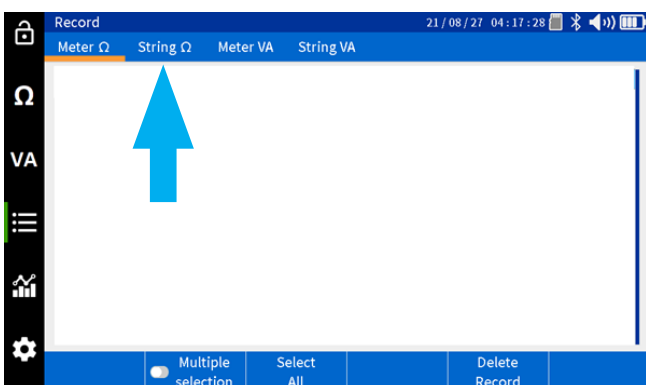 Record 21/08/27 04:17:28
Meter Ω String Ω Meter VA String VA
Ω
VA
Multiple selection
Select All
Delete Record